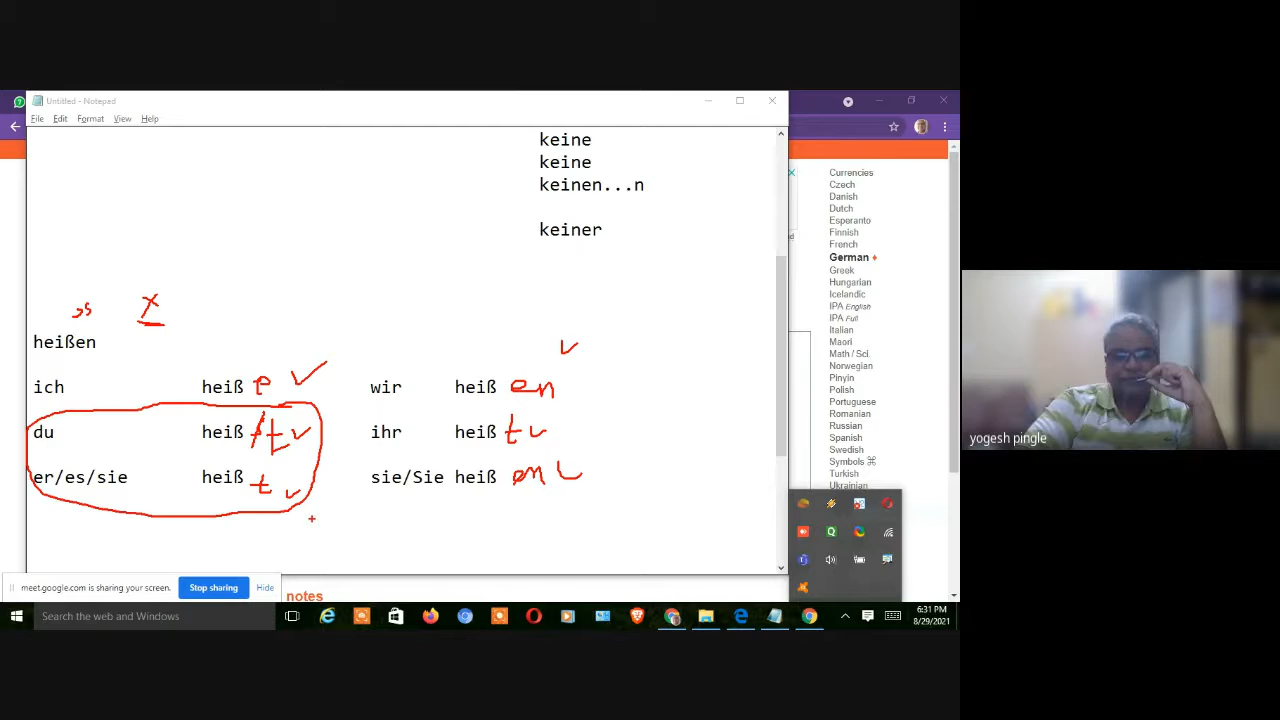 Untitled - Notepad
File Edit Format View Help
keine
keine
keinen...n
keiner
ss x
heißen
ich heiß e wir heiß en
du heiß st ihr heiß t
er/es/sie heiß t sie/Sie heiß en
Currencies
Czech
Danish
Dutch
Esperanto
Finnish
French
German
Greek
Hungarian
Icelandic
IPA English
IPA Full
Italian
Maori
Math / Sci.
Norwegian
Pinyin
Polish
Portuguese
Romanian
Russian
Spanish
Swedish
Symbols ⌘
Turkish
Ukrainian
yogesh pingle
meet.google.com is sharing your screen. Stop sharing Hide
notes
Search the web and Windows
6:31 PM
8/29/2021